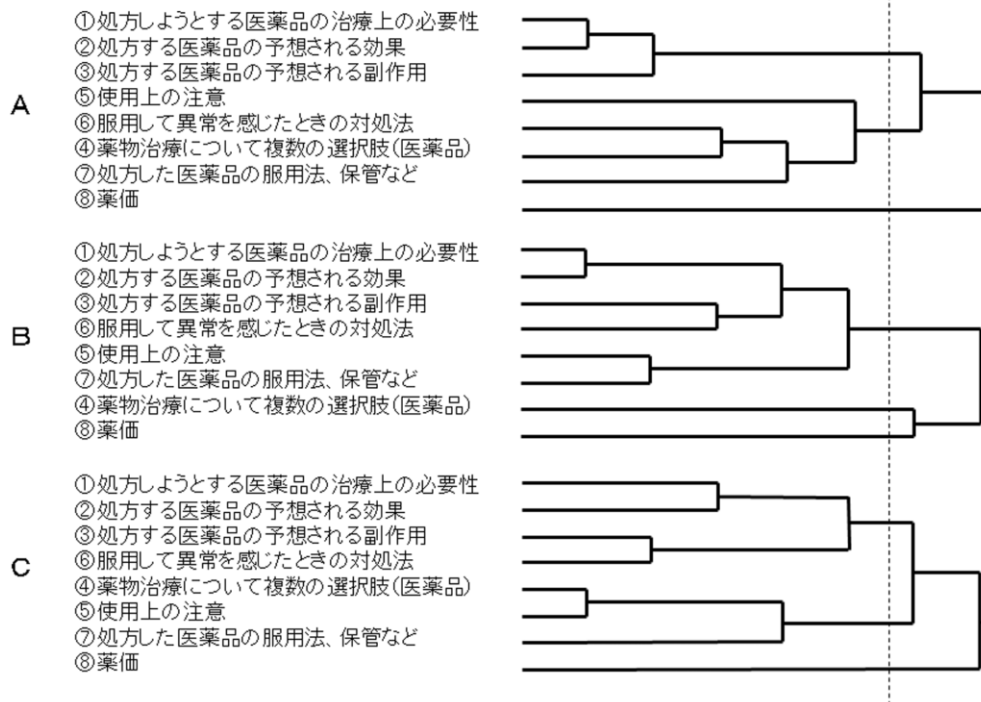 ①処方しようとする医薬品の治療上の必要性
②処方する医薬品の予想される効果
③処方する医薬品の予想される副作用
A
⑤使用上の注意
⑥服用して異常を感じたときの対処法
④薬物治療について複数の選択肢(医薬品)
⑦処方した医薬品の服用法、保管など
⑧薬価
①処方しようとする医薬品の治療上の必要性
②処方する医薬品の予想される効果
③処方する医薬品の予想される副作用
B
⑥服用して異常を感じたときの対処法
⑤使用上の注意
⑦処方した医薬品の服用法、保管など
④薬物治療について複数の選択肢(医薬品)
⑧薬価
①処方しようとする医薬品の治療上の必要性
②処方する医薬品の予想される効果
③処方する医薬品の予想される副作用
C
⑥服用して異常を感じたときの対処法
④薬物治療について複数の選択肢(医薬品)
⑤使用上の注意
⑦処方した医薬品の服用法、保管など
⑧薬価